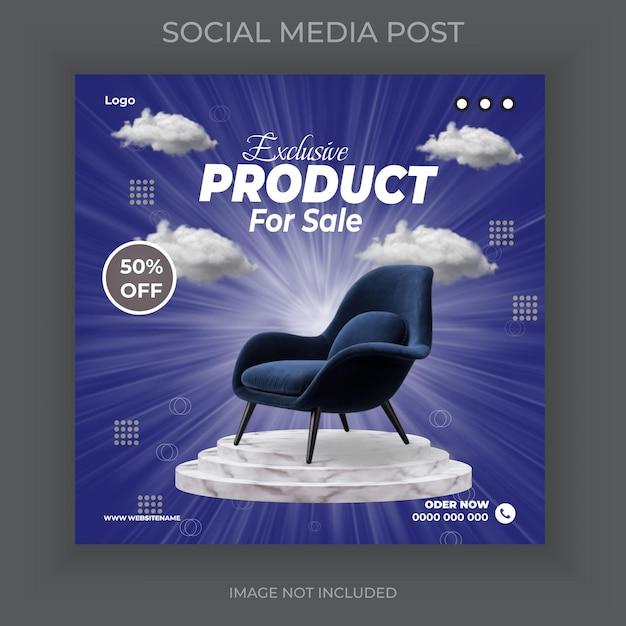 SOCIAL MEDIA POST
Logo
Exclusive
PRODUCT
For Sale
50%
OFF
WWW.WEBSITENAME
ODER NOW
0000 000 000
IMAGE NOT INCLUDED